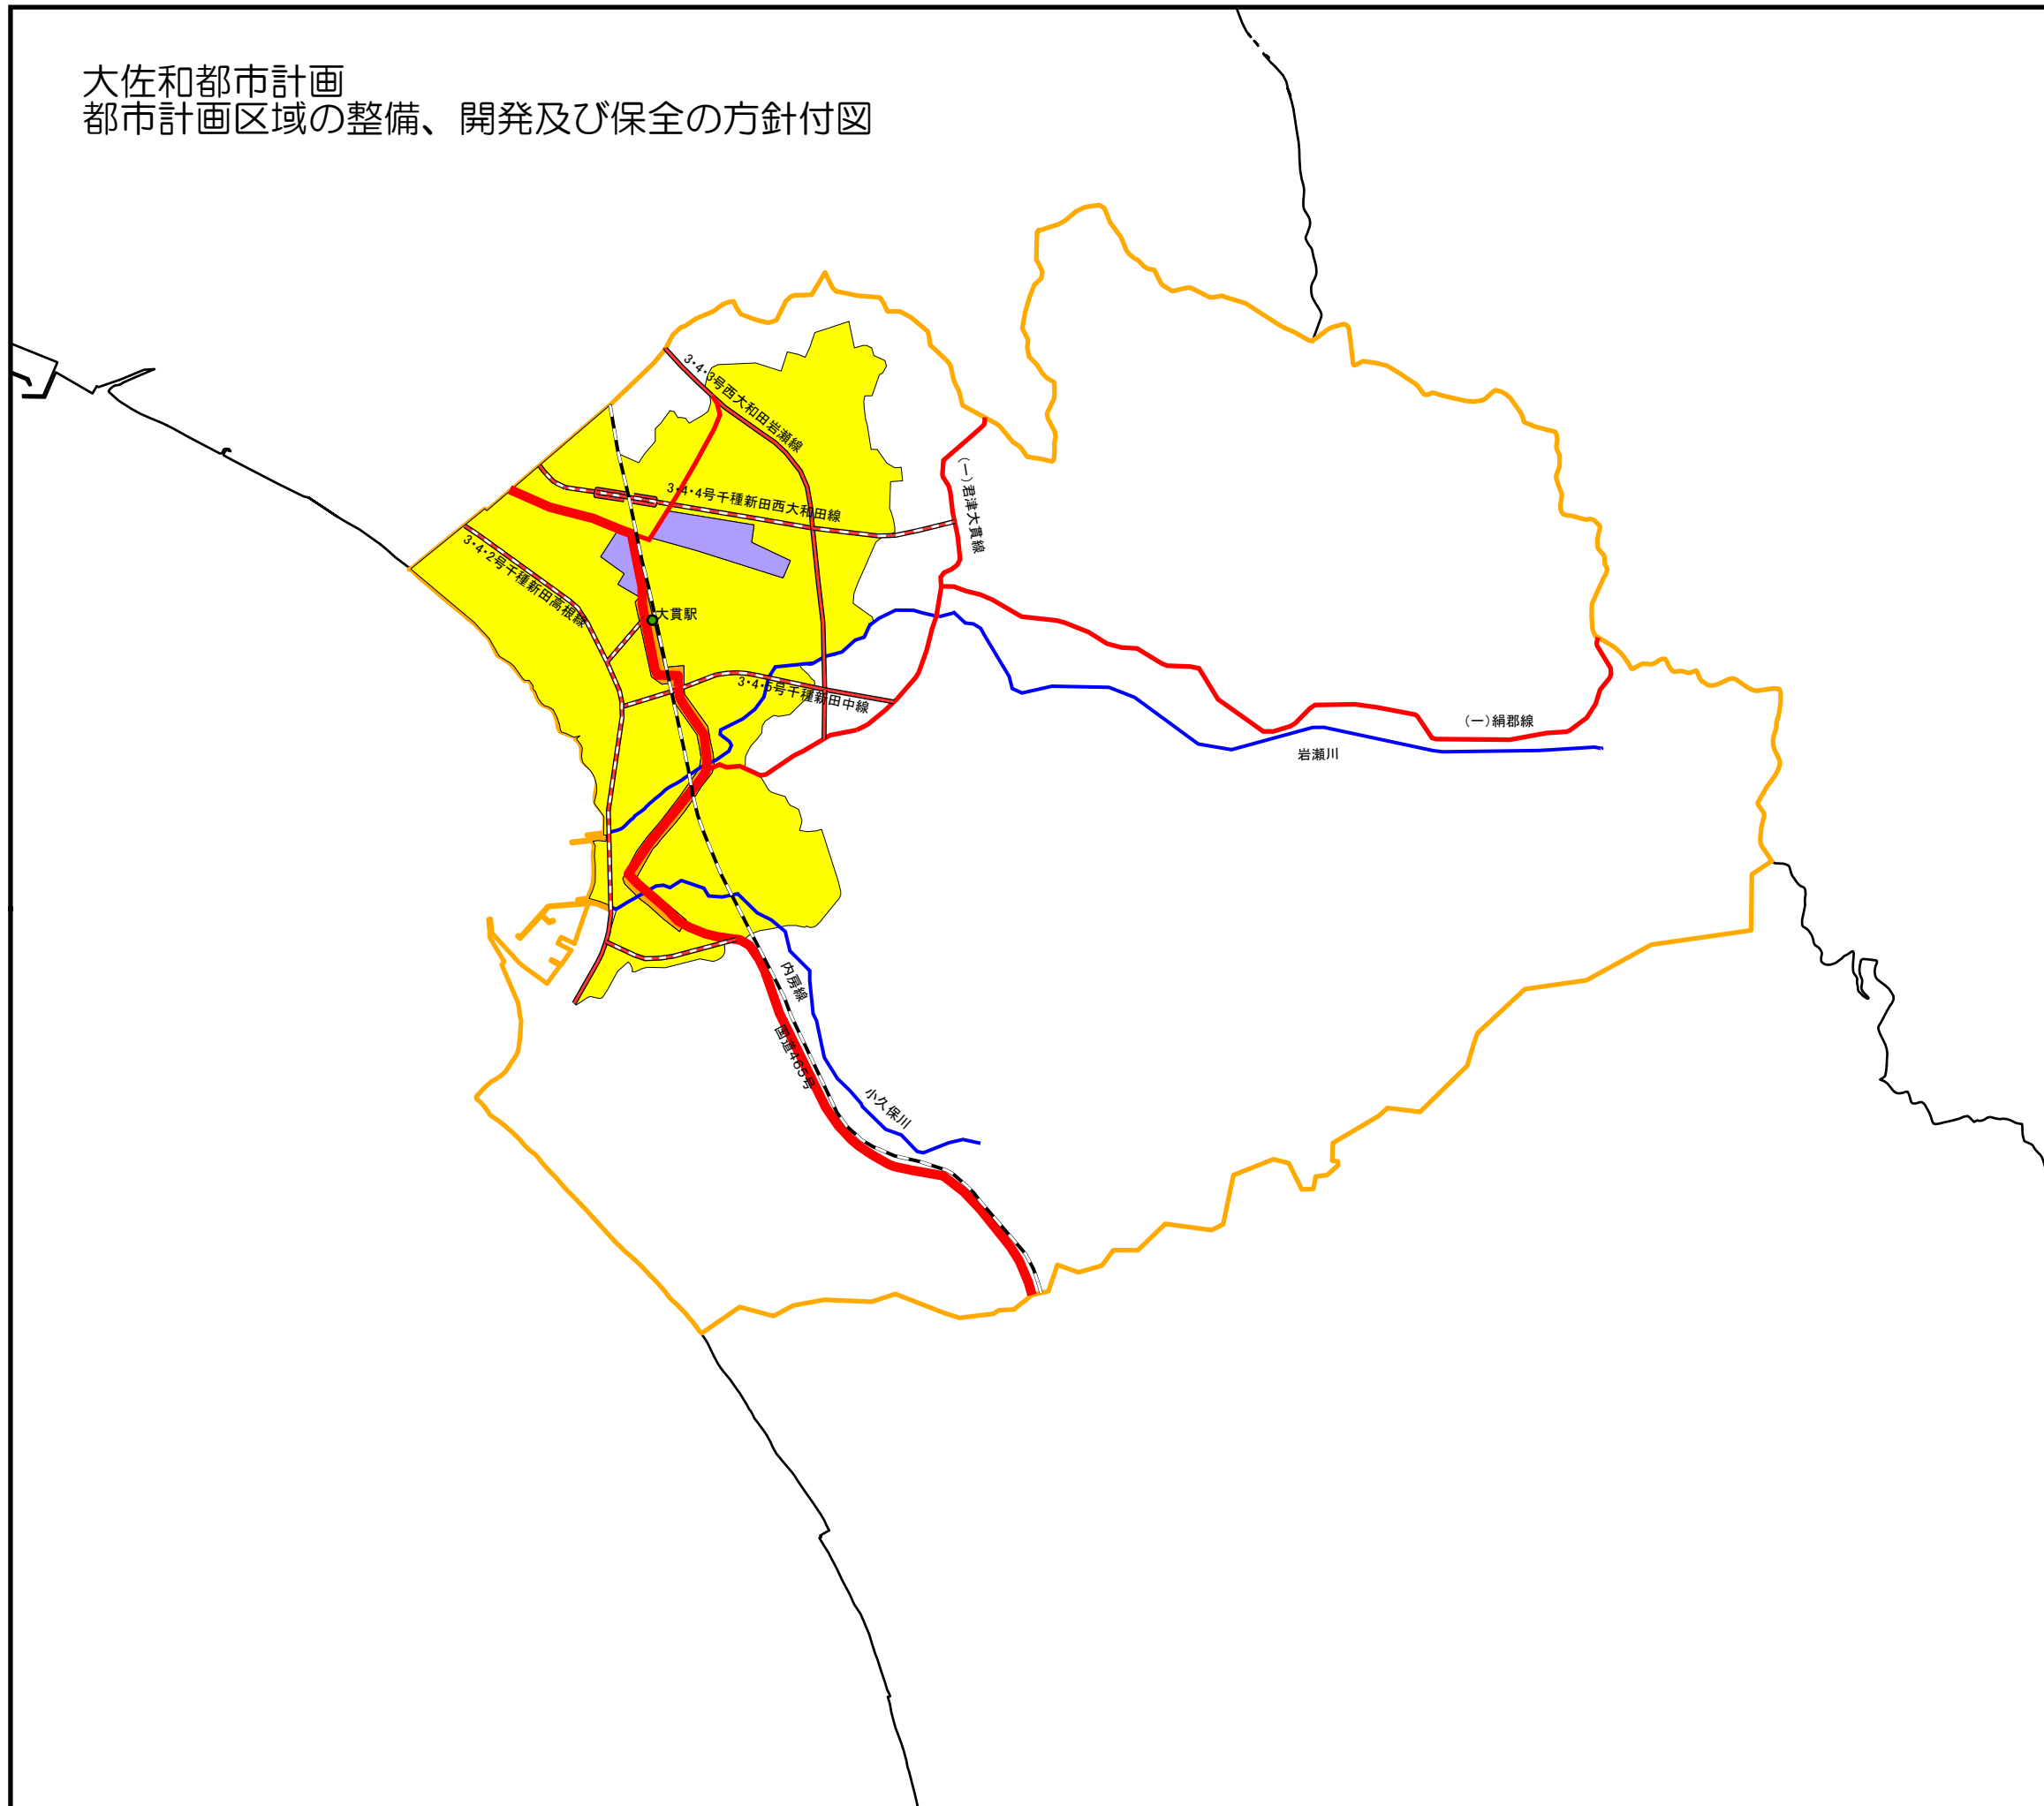 大佐和都市計画
都市計画区域の整備、開発及び保全の方針付図
3・4・3号西大和田岩瀬線
(一)君津大貫線
3・4・4号千種新田西大和田線
3・4・2号千種新田高根線
大貫駅
3・4・5号千種新田中線
(一)絹郡線
岩瀬川
内房線
国道465号
小久保川